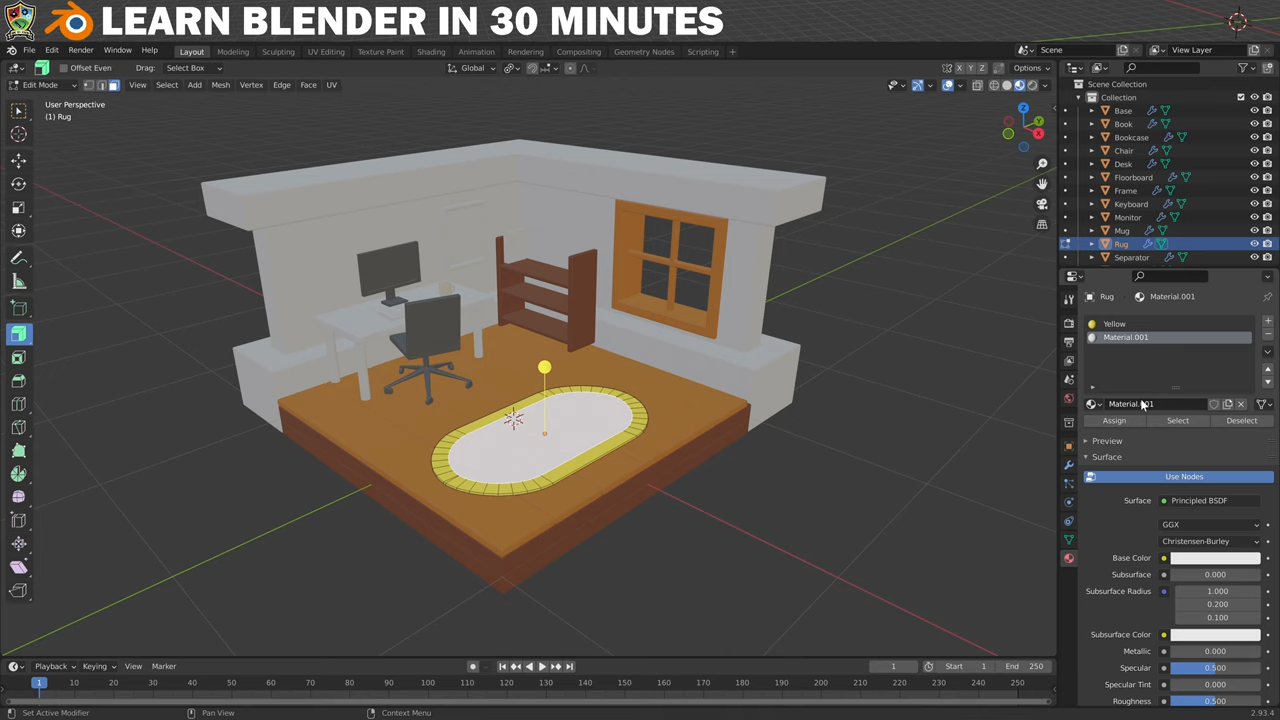 LEARN BLENDER IN 30 MINUTES
File Edit Render Window Help Layout Modeling Sculpting UV Editing Texture Paint Shading Animation Rendering Compositing Geometry Nodes Scripting + Scene View Layer
Offset Even Drag: Select Box Global X Y Z Options
Edit Mode View Select Add Mesh Vertex Edge Face UV
User Perspective
(1) Rug
Z
Y
X
Scene Collection
Collection
Base
Book
Bookcase
Chair
Desk
Floorboard
Frame
Keyboard
Monitor
Mug
Rug
Separator
Rug Material.001
Yellow
Material.001
Assign Select Deselect
Preview
Surface
Use Nodes
Surface Principled BSDF
GGX
Christensen-Burley
Base Color
Subsurface 0.000
Subsurface Radius 1.000
0.200
0.100
Subsurface Color
Metallic 0.000
Specular 0.500
Specular Tint 0.000
Roughness 0.500
Playback Keying View Marker 1 Start 1 End 250
1 10 20 30 40 50 60 70 80 90 100 110 120 130 140 150 160 170 180 190 200 210 220 230 240 250
Set Active Modifier Pan View Context Menu 2.93.4